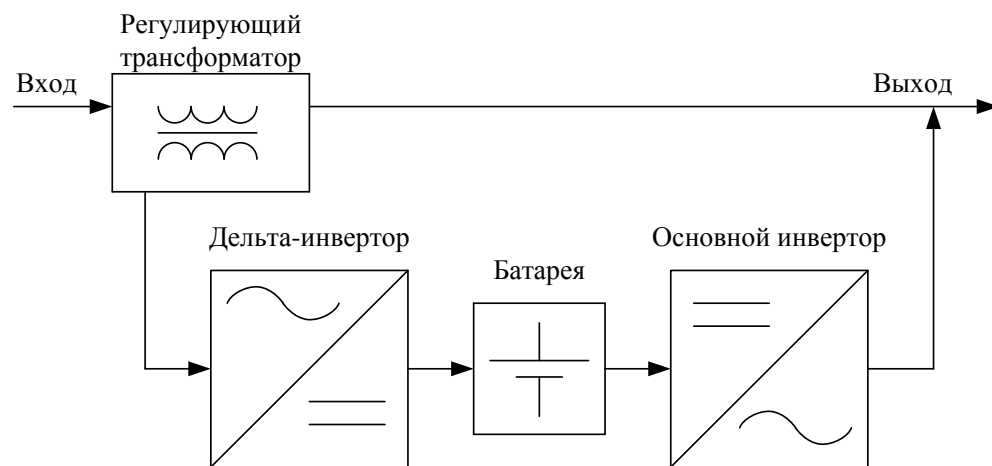 Регулирующий
трансформатор
Вход
Выход
Дельта-инвертор
Батарея
Основной инвертор